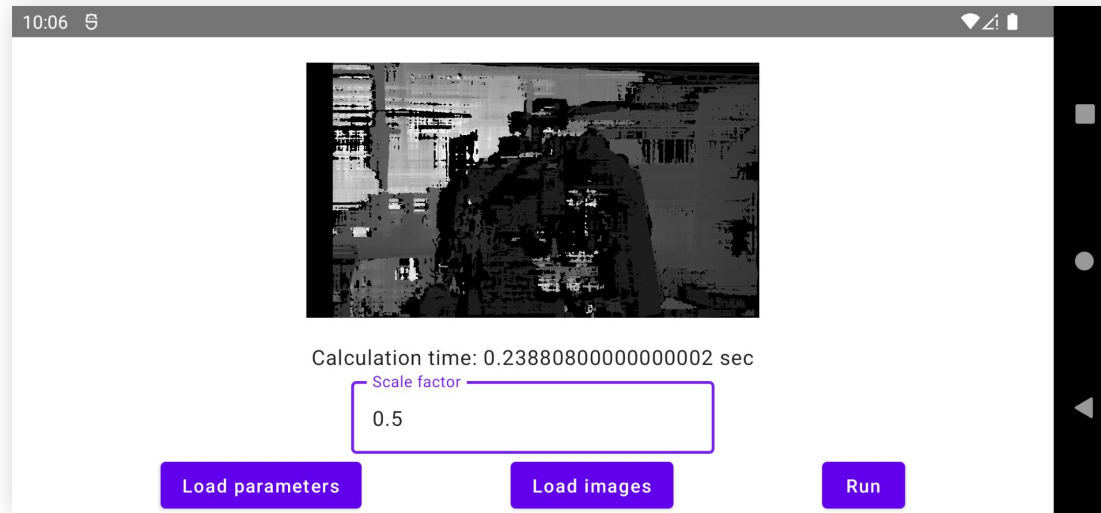 10:06
Calculation time: 0.23880800000000002 sec
Scale factor
0.5
Load parameters
Load images
Run